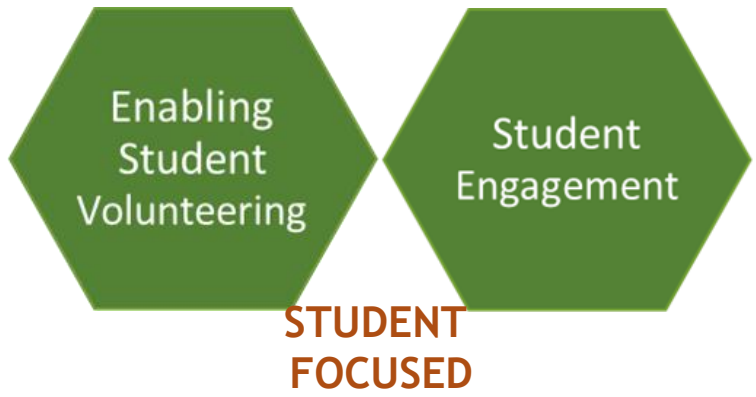 Enabling
Student
Volunteering
Student
Engagement
STUDENT
FOCUSED